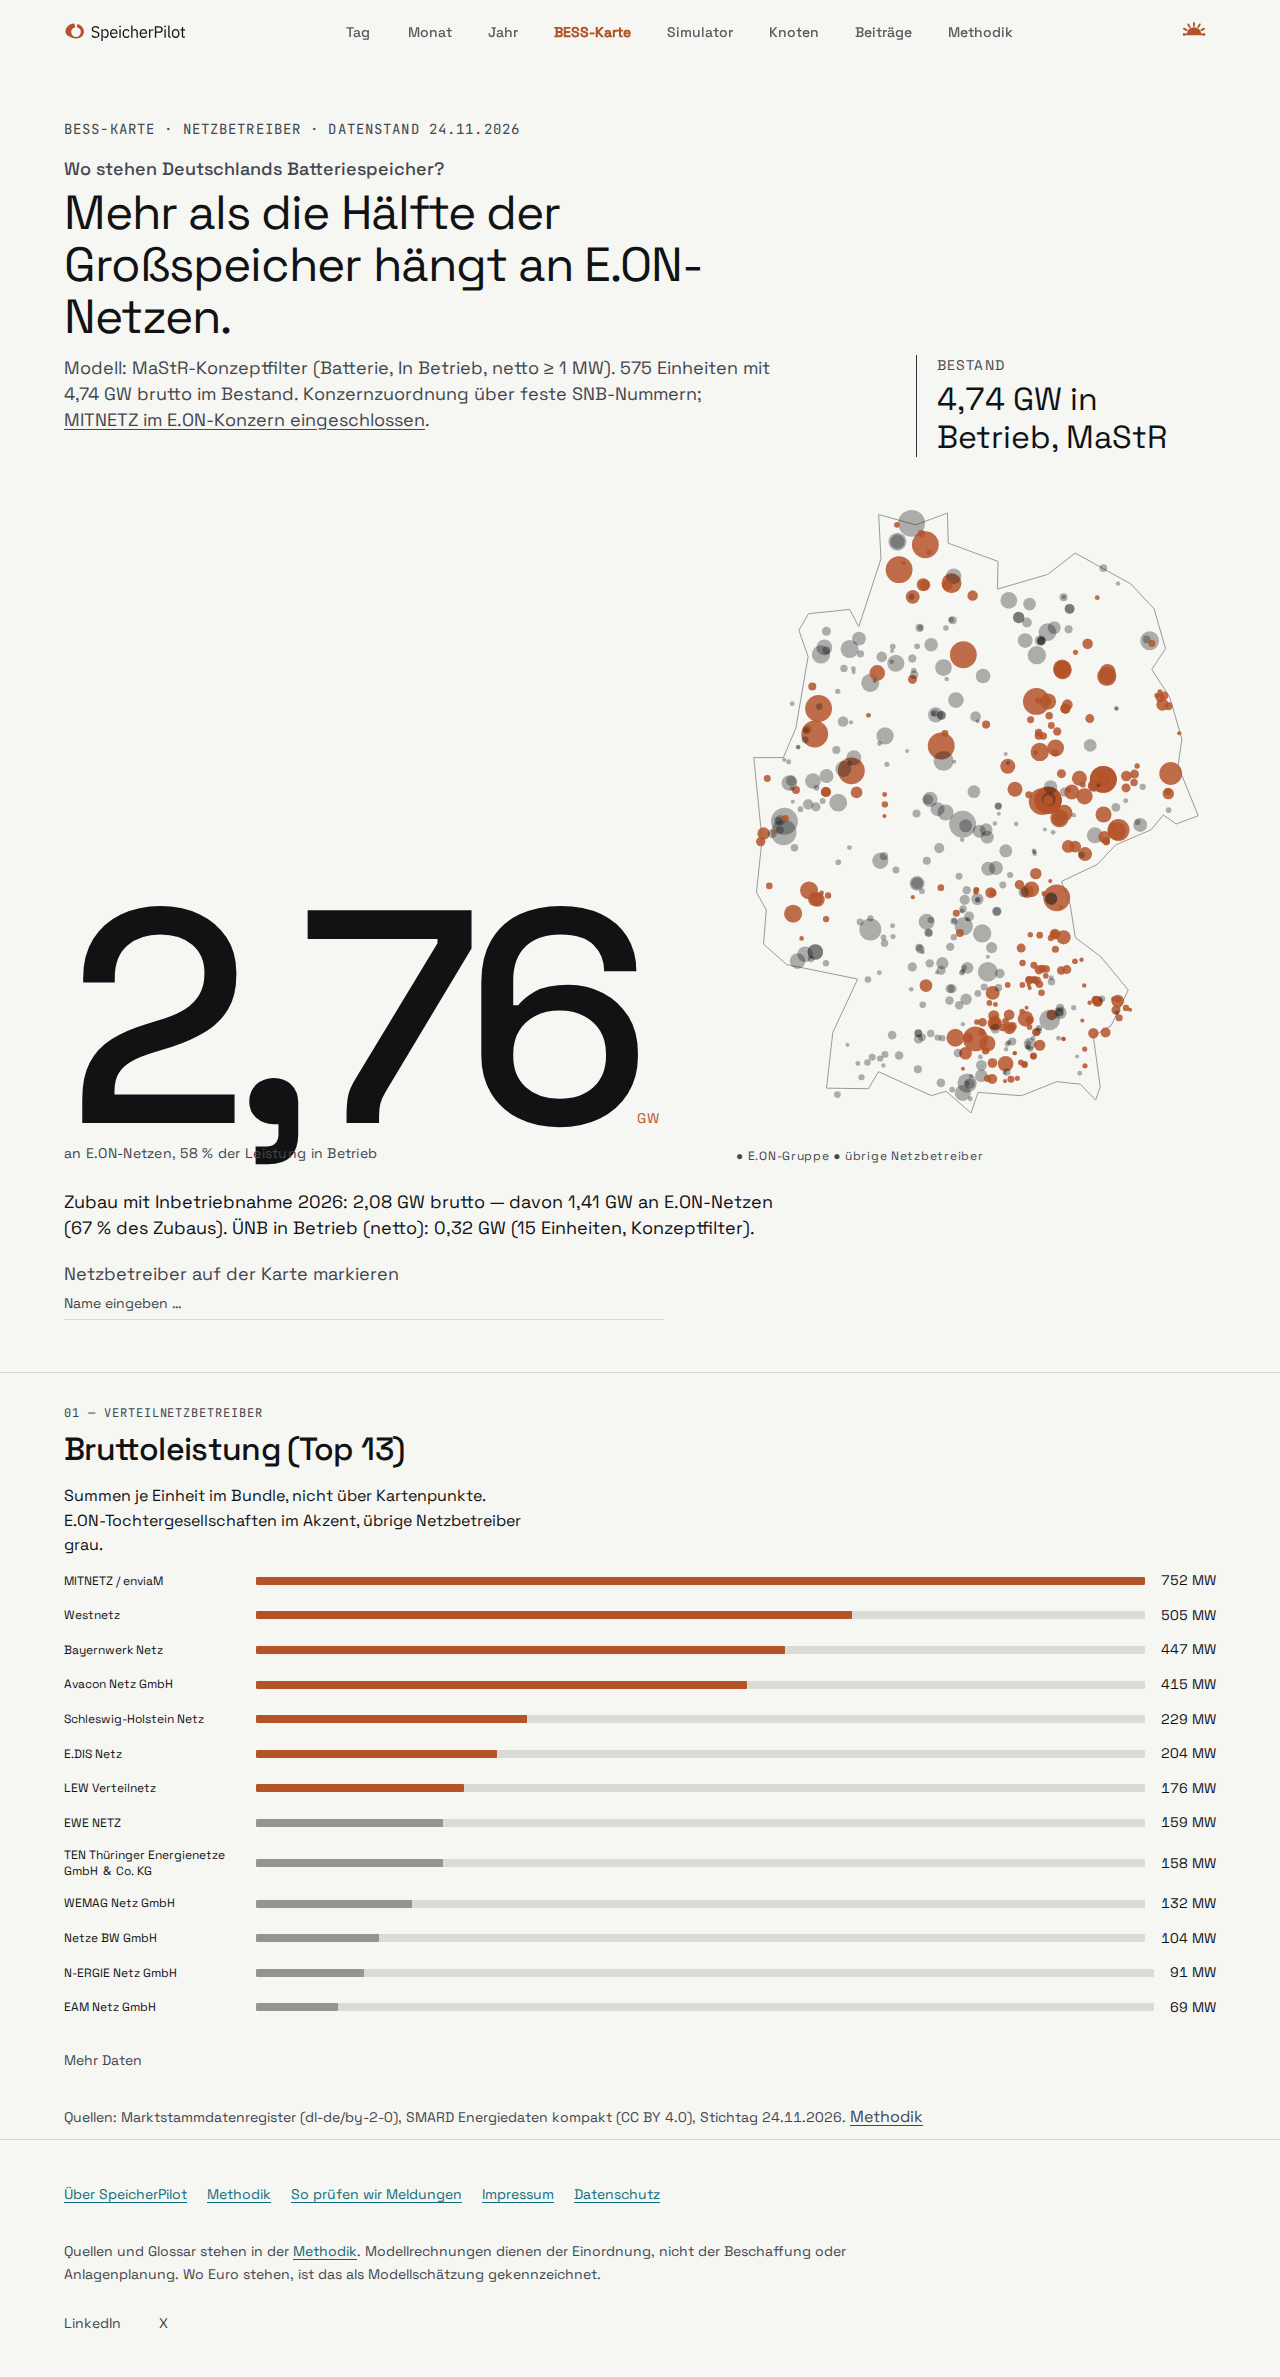 SpeicherPilot
Tag Monat Jahr BESS-Karte Simulator Knoten Beiträge Methodik
BESS-KARTE · NETZBETREIBER · DATENSTAND 24.11.2026
Wo stehen Deutschlands Batteriespeicher?
Mehr als die Hälfte der
Großspeicher hängt an E.ON-
Netzen.
Modell: MaStR-Konzeptfilter (Batterie, In Betrieb, netto ≥ 1 MW). 575 Einheiten mit
4,74 GW brutto im Bestand. Konzernzuordnung über feste SNB-Nummern;
MITNETZ im E.ON-Konzern eingeschlossen.
BESTAND
4,74 GW in
Betrieb, MaStR
2,76 GW
an E.ON-Netzen, 58 % der Leistung in Betrieb
● E.ON-Gruppe ● übrige Netzbetreiber
Zubau mit Inbetriebnahme 2026: 2,08 GW brutto — davon 1,41 GW an E.ON-Netzen
(67 % des Zubaus). ÜNB in Betrieb (netto): 0,32 GW (15 Einheiten, Konzeptfilter).
Netzbetreiber auf der Karte markieren
Name eingeben …
01 — VERTEILNETZBETREIBER
Bruttoleistung (Top 13)
Summen je Einheit im Bundle, nicht über Kartenpunkte.
E.ON-Tochtergesellschaften im Akzent, übrige Netzbetreiber
grau.
MITNETZ / enviaM 752 MW
Westnetz 505 MW
Bayernwerk Netz 447 MW
Avacon Netz GmbH 415 MW
Schleswig-Holstein Netz 229 MW
E.DIS Netz 204 MW
LEW Verteilnetz 176 MW
EWE NETZ 159 MW
TEN Thüringer Energienetze
GmbH & Co. KG 158 MW
WEMAG Netz GmbH 132 MW
Netze BW GmbH 104 MW
N-ERGIE Netz GmbH 91 MW
EAM Netz GmbH 69 MW
Mehr Daten
Quellen: Marktstammdatenregister (dl-de/by-2-0), SMARD Energiedaten kompakt (CC BY 4.0), Stichtag 24.11.2026. Methodik
Über SpeicherPilot Methodik So prüfen wir Meldungen Impressum Datenschutz
Quellen und Glossar stehen in der Methodik. Modellrechnungen dienen der Einordnung, nicht der Beschaffung oder
Anlagenplanung. Wo Euro stehen, ist das als Modellschätzung gekennzeichnet.
LinkedIn X